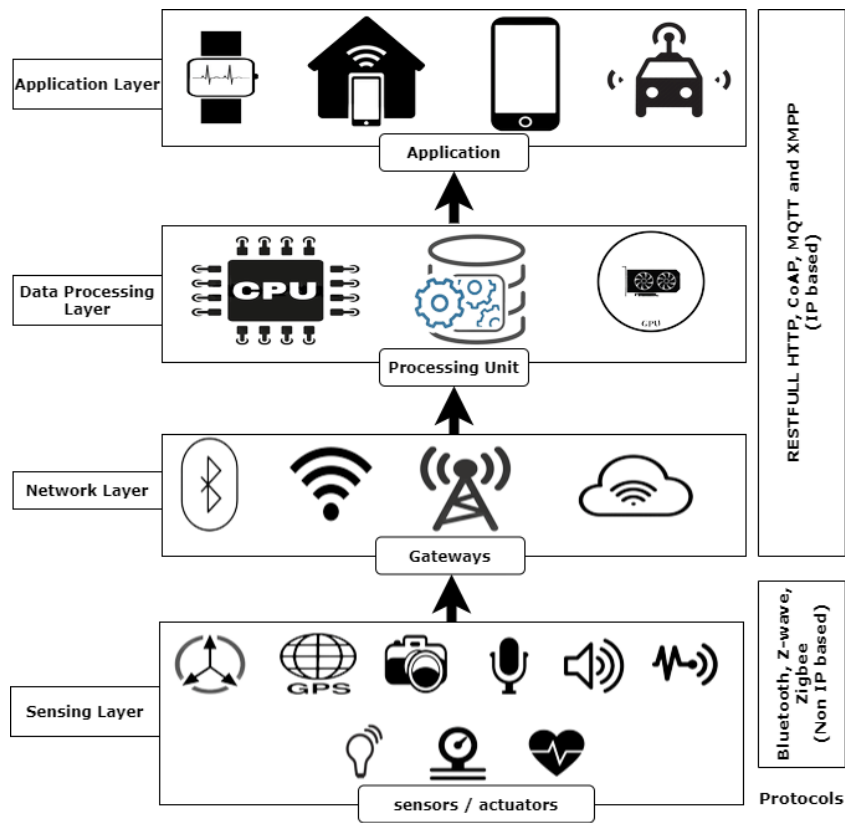 Application Layer
Application
RESTFULL HTTP, CoAP, MQTT and XMPP
(IP based)
Data Processing
Layer
CPU
GPU
Processing Unit
Network Layer
Gateways
Sensing Layer
GPS
sensors / actuators
Bluetooth, Z-wave,
Zigbee
(Non IP based)
Protocols